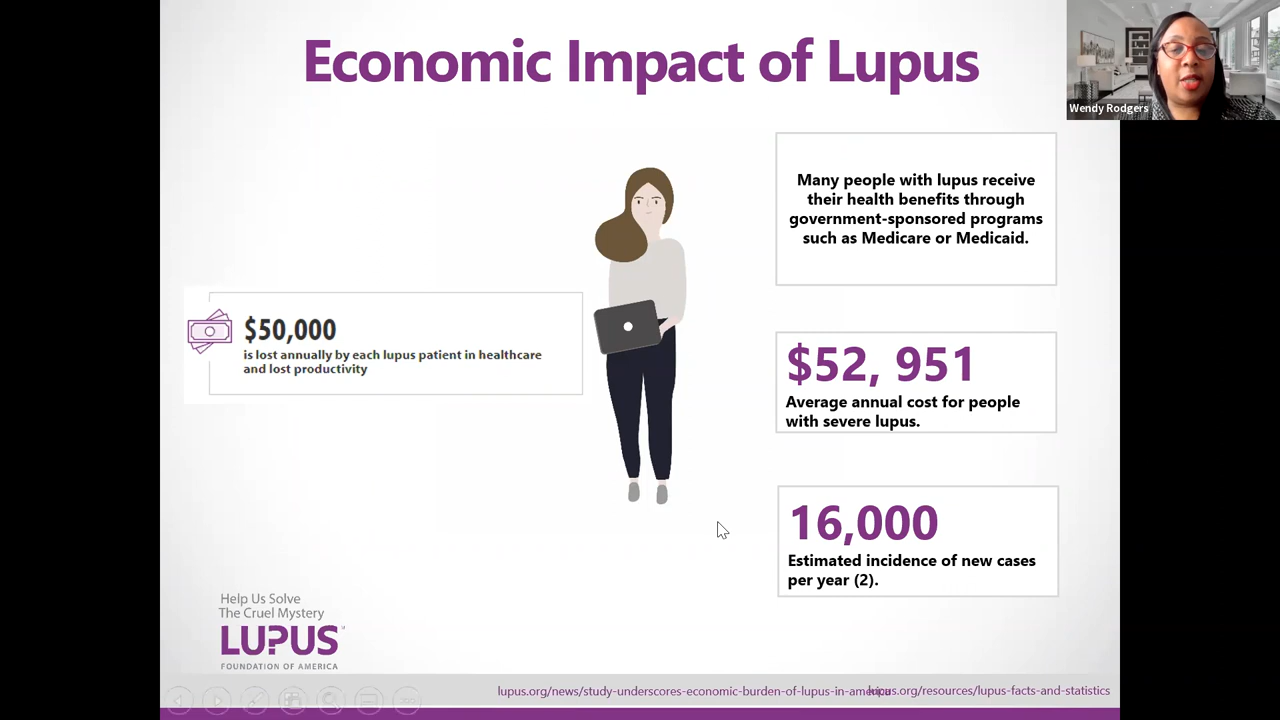 Economic Impact of Lupus
Wendy Rodgers
Many people with lupus receive
their health benefits through
government-sponsored programs
such as Medicare or Medicaid.
$50,000
is lost annually by each lupus patient in healthcare
and lost productivity
$52, 951
Average annual cost for people
with severe lupus.
16,000
Estimated incidence of new cases
per year (2).
Help Us Solve
The Cruel Mystery
LUPUS
FOUNDATION OF AMERICA
lupus.org/news/study-underscores-economic-burden-of-lupus-in-america
lupus.org/resources/lupus-facts-and-statistics